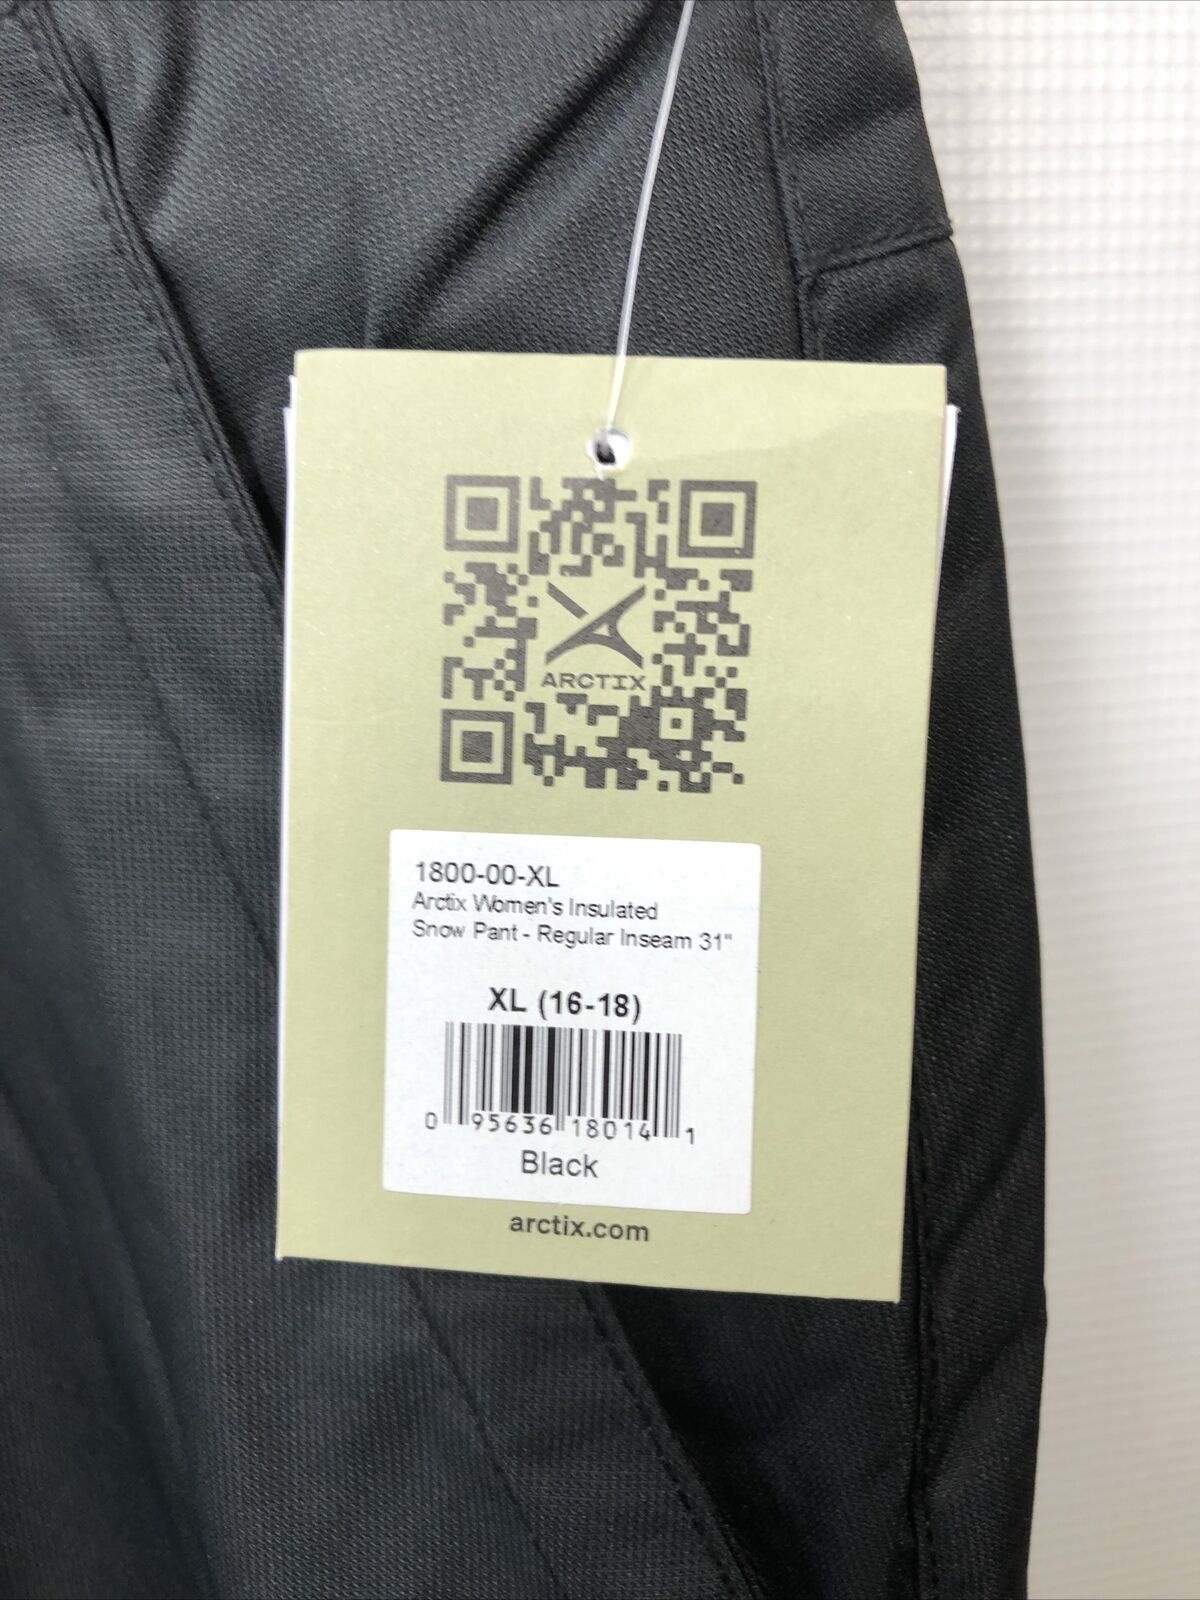 ARCTIX
1800-00-XL
Arctix Women's Insulated
Snow Pant - Regular Inseam 31"
XL (16-18)
0 95636 18014 1
Black
arctix.com